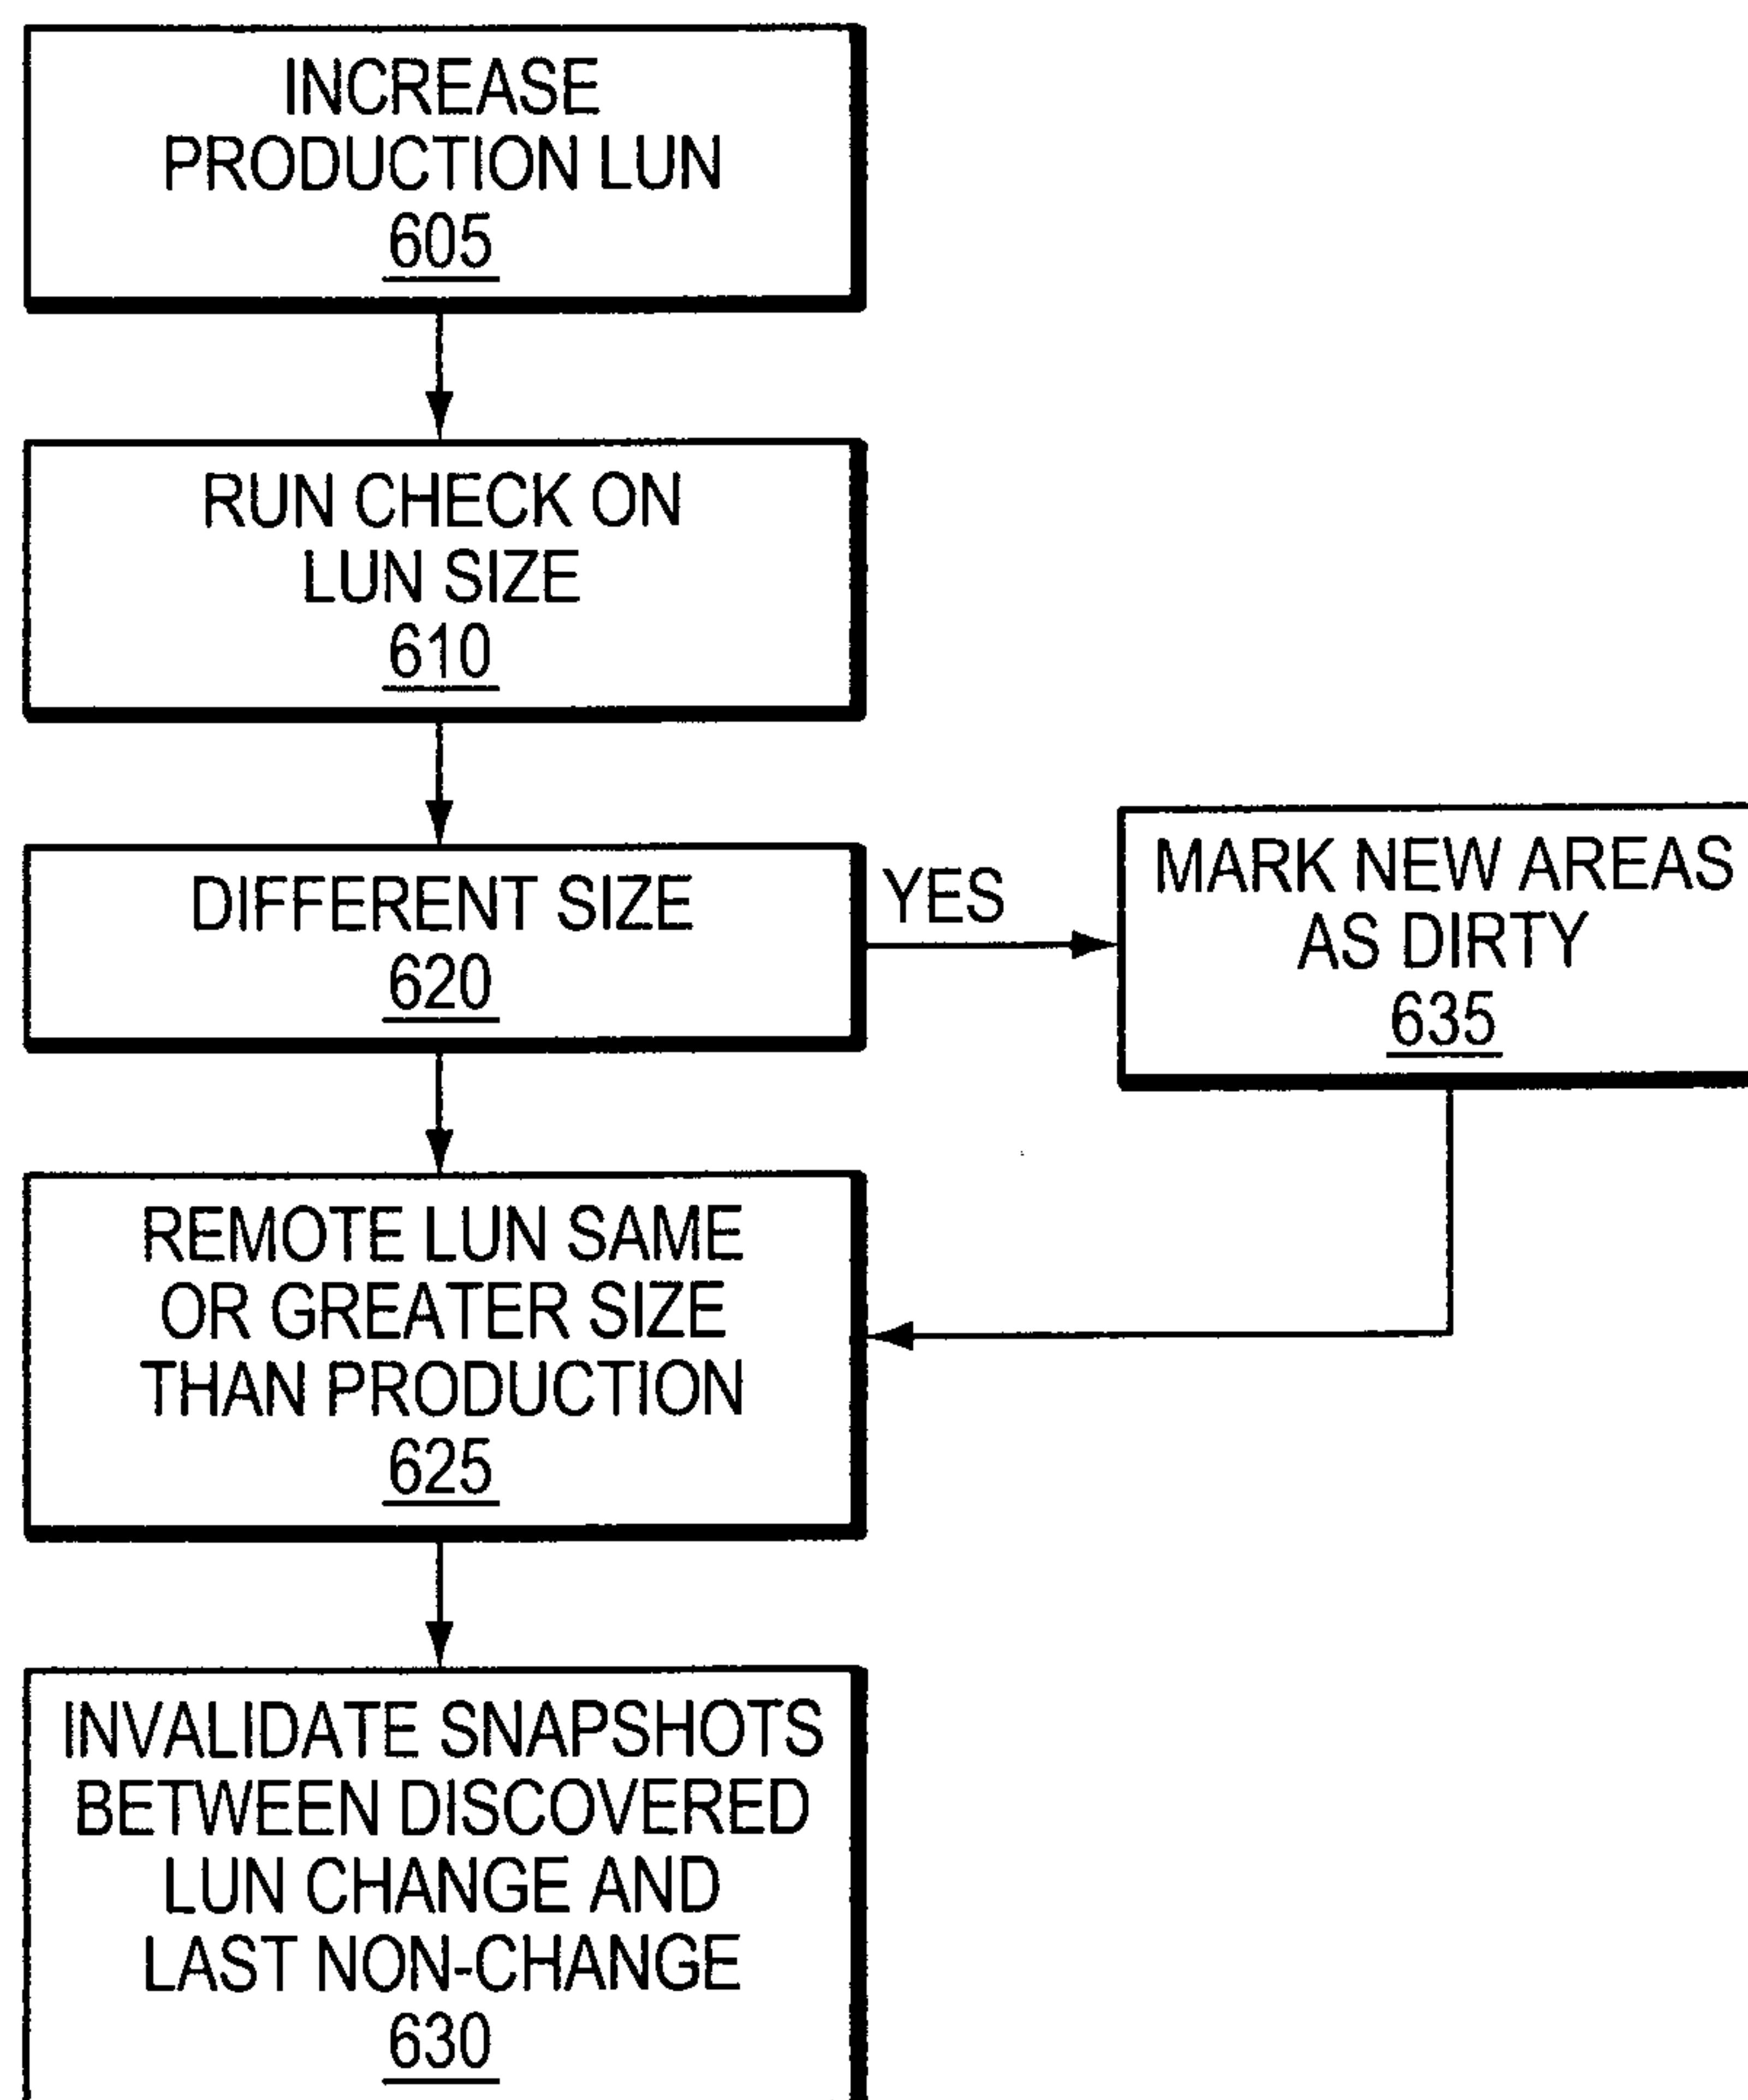 INCREASE
PRODUCTION LUN
605
RUN CHECK ON
LUN SIZE
610
DIFFERENT SIZE
620
YES
MARK NEW AREAS
AS DIRTY
635
REMOTE LUN SAME
OR GREATER SIZE
THAN PRODUCTION
625
INVALIDATE SNAPSHOTS
BETWEEN DISCOVERED
LUN CHANGE AND
LAST NON-CHANGE
630